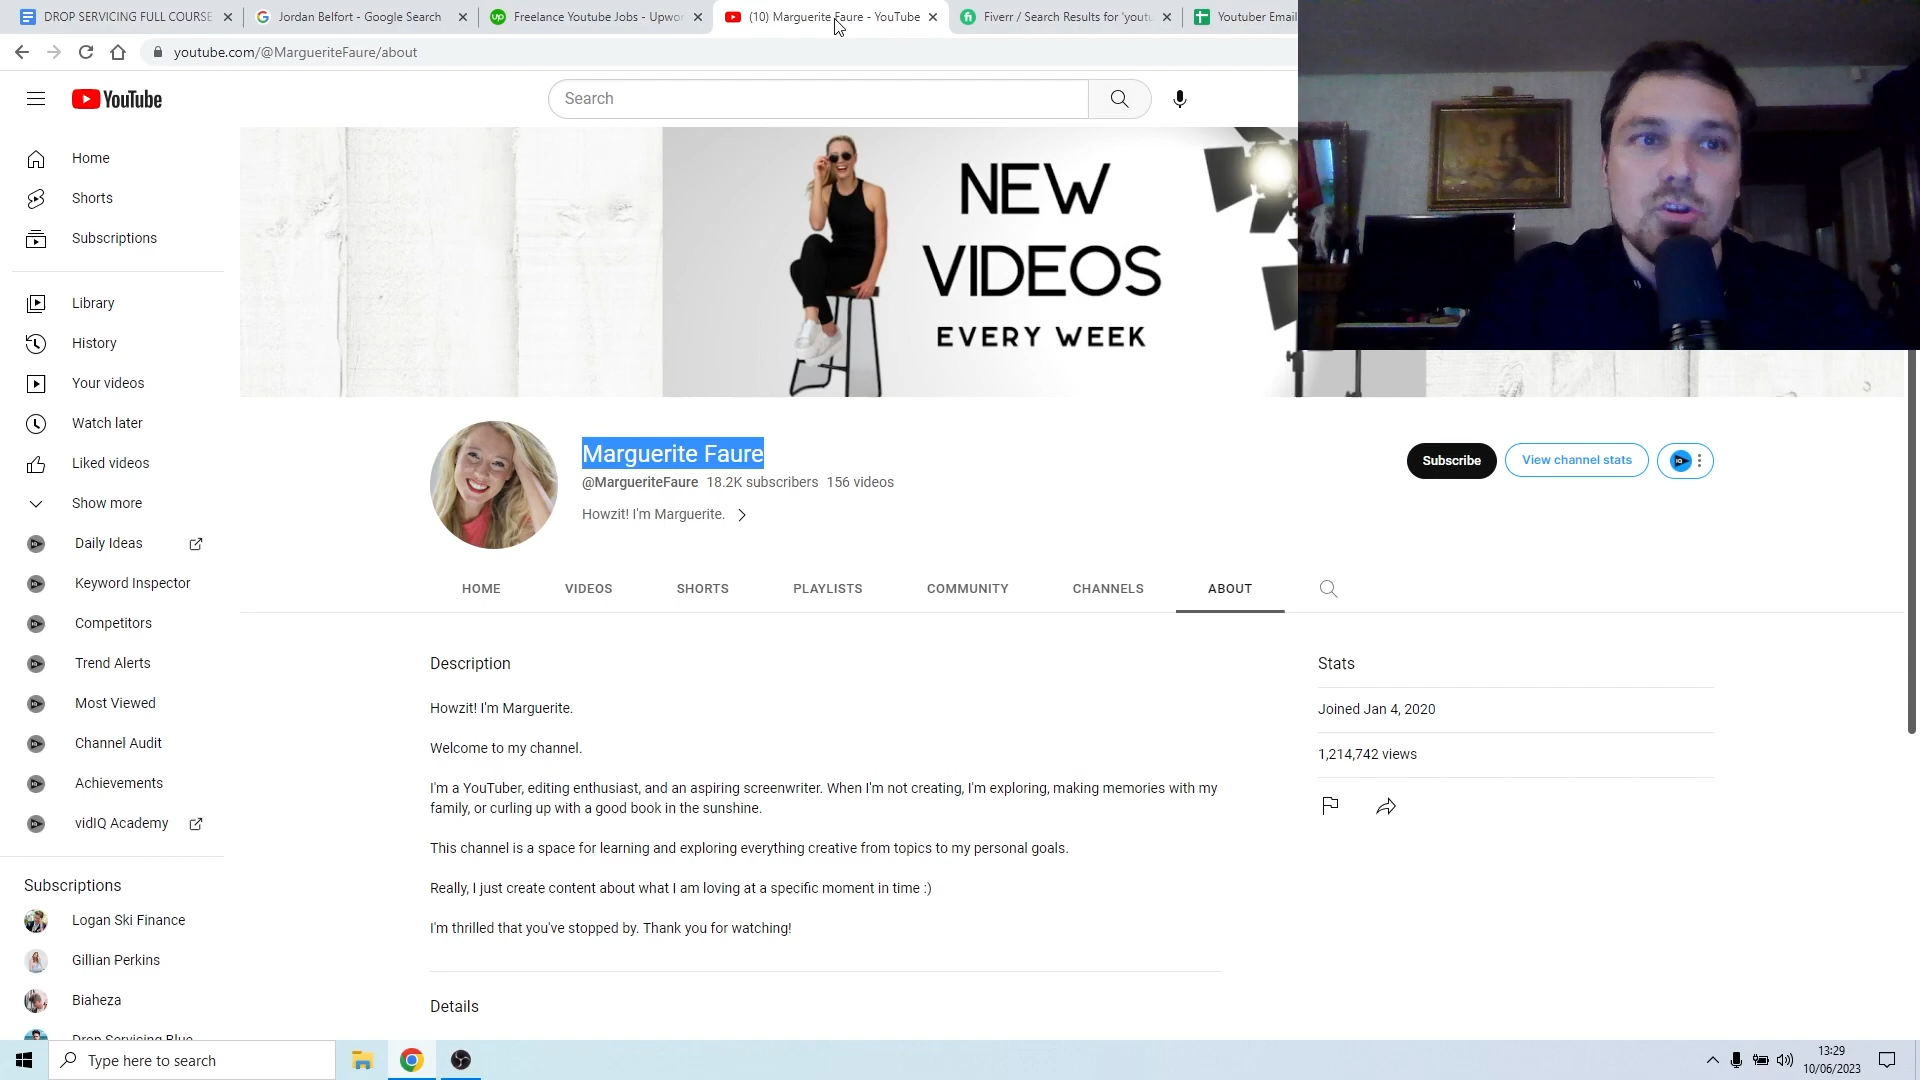 DROP SERVICING FULL COURSE
Jordan Belfort - Google Search
Freelance Youtube Jobs - Upwor
(10) Marguerite Faure - YouTube
Fiverr / Search Results for 'youtu
Youtuber Email
youtube.com/@MargueriteFaure/about
YouTube
Search
Home
Shorts
Subscriptions
Library
History
Your videos
Watch later
Liked videos
Show more
Daily Ideas
Keyword Inspector
Competitors
Trend Alerts
Most Viewed
Channel Audit
Achievements
vidIQ Academy
Subscriptions
Logan Ski Finance
Gillian Perkins
Biaheza
Drop Servicing Blue
NEW
VIDEOS
EVERY WEEK
Marguerite Faure
@MargueriteFaure 18.2K subscribers 156 videos
Howzit! I'm Marguerite.
Subscribe
View channel stats
HOME VIDEOS SHORTS PLAYLISTS COMMUNITY CHANNELS ABOUT
Description
Howzit! I'm Marguerite.
Welcome to my channel.
I'm a YouTuber, editing enthusiast, and an aspiring screenwriter. When I'm not creating, I'm exploring, making memories with my
family, or curling up with a good book in the sunshine.
This channel is a space for learning and exploring everything creative from topics to my personal goals.
Really, I just create content about what I am loving at a specific moment in time :)
I'm thrilled that you've stopped by. Thank you for watching!
Details
Stats
Joined Jan 4, 2020
1,214,742 views
Type here to search
13:29
10/06/2023